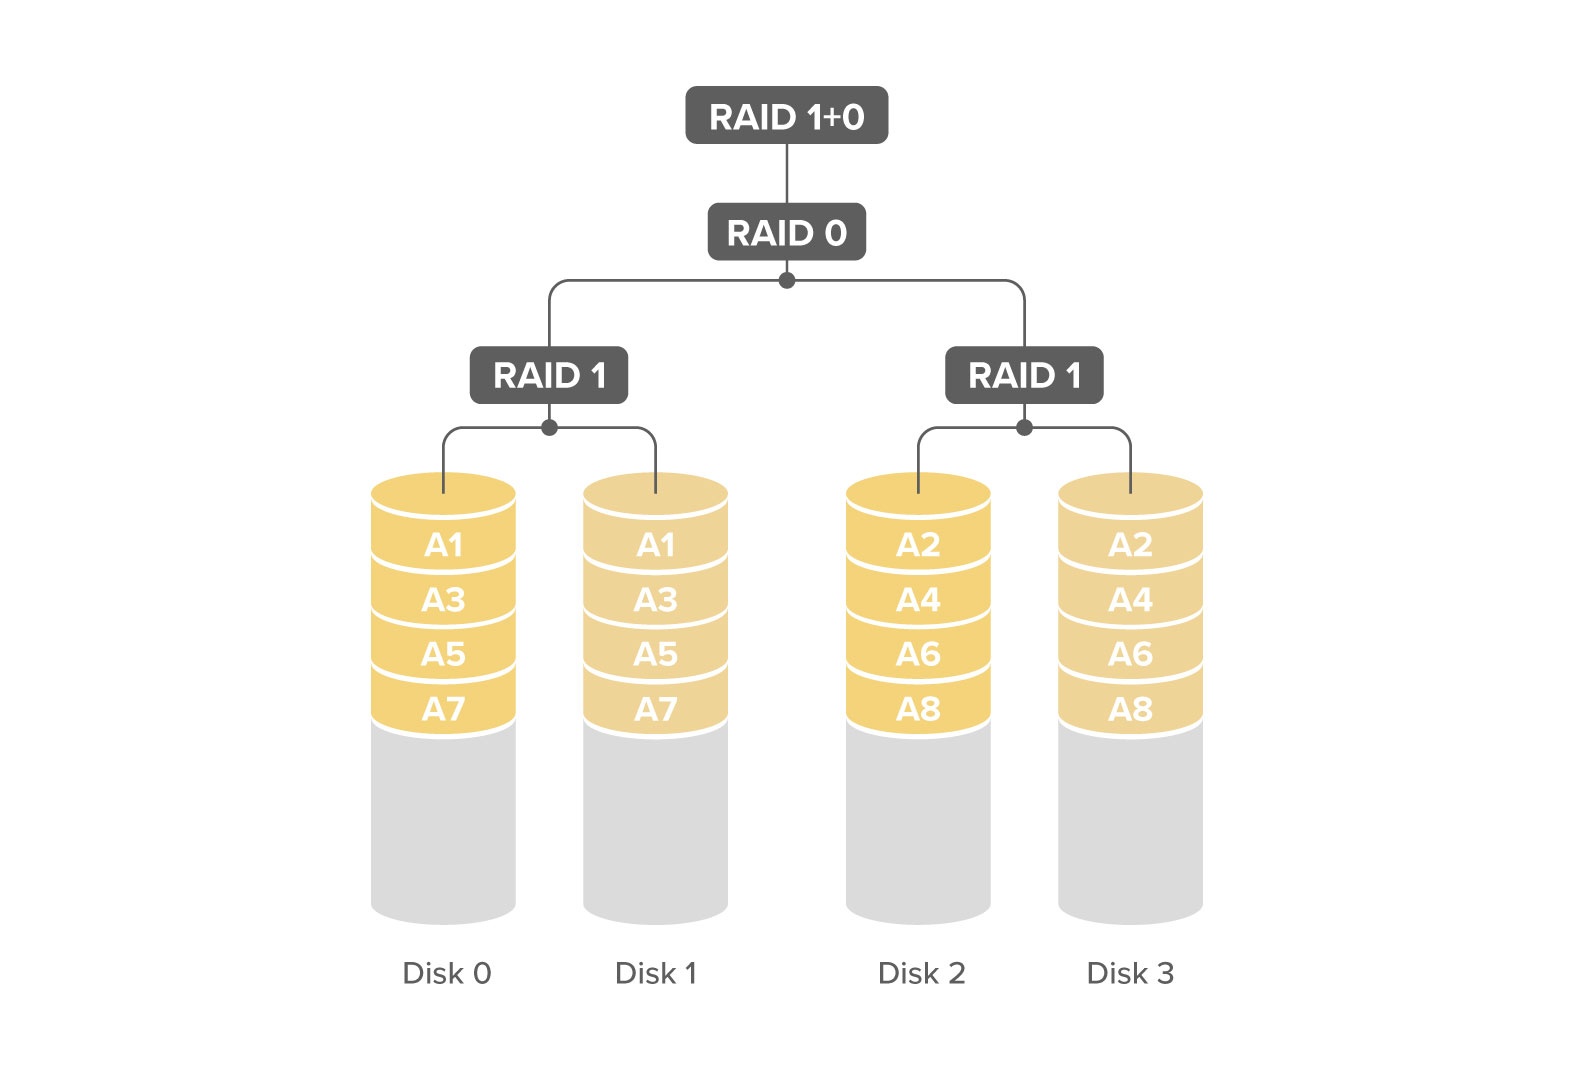 RAID 1+0
RAID 0
RAID 1
RAID 1
A1
A3
A5
A7
A1
A3
A5
A7
A2
A4
A6
A8
A2
A4
A6
A8
Disk 0
Disk 1
Disk 2
Disk 3